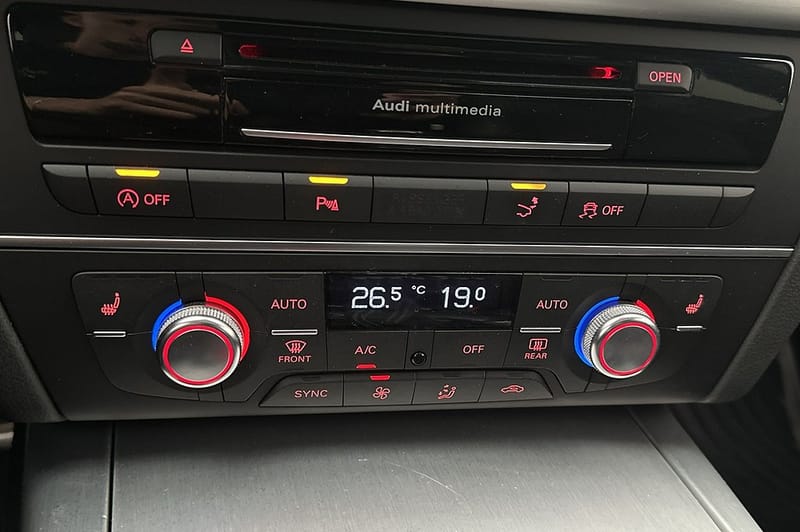 OPEN
Audi multimedia
A OFF
P
OFF
AUTO
26.5 °C 19.0
AUTO
FRONT
A/C
OFF
REAR
SYNC